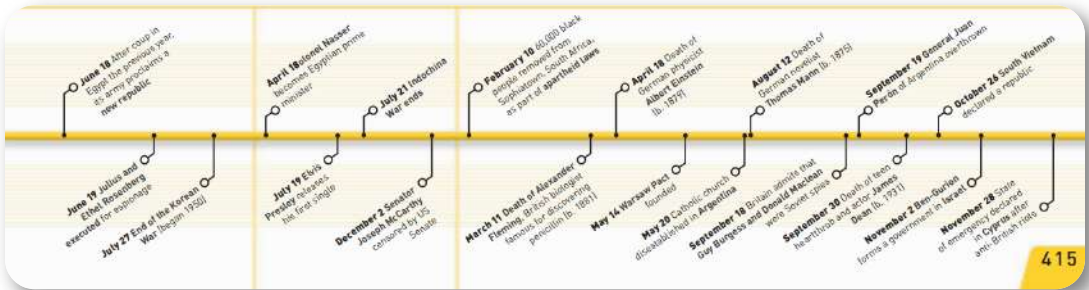 June 18 After coup in
Egypt the previous year,
as army proclaims a
new republic
April 18olonel Nasser
becomes Egyptian prime
minister
July 21 Indochina
War ends
February 10 60,000 black
people removed from
Sophiatown, South Africa,
as part of apartheid laws
April 18 Death of
German physicist
Albert Einstein
(b. 1879)
August 12 Death of
German novelist
Thomas Mann (b. 1875)
September 19 General Juan
Perón of Argentina overthrown
October 26 South Vietnam
declared a republic
June 19 Julius and
Ethel Rosenberg
executed for espionage
July 27 End of the Korean
War (began 1950)
July 19 Elvis
Presley releases
his first single
December 2 Senator
Joseph McCarthy
censured by US
Senate
March 11 Death of Alexander
Fleming, British biologist
famous for discovering
penicillin (b. 1881)
May 14 Warsaw Pact
founded
May 20 Catholic church
disestablished in Argentina
September 18 Britain admits that
Guy Burgess and Donald Maclean
were Soviet spies
September 30 Death of teen
heartthrob and actor James
Dean (b. 1931)
November 2 Ben-Gurion
forms a government in Israel
November 28 State
of emergency declared
in Cyprus after
anti-British riots
415